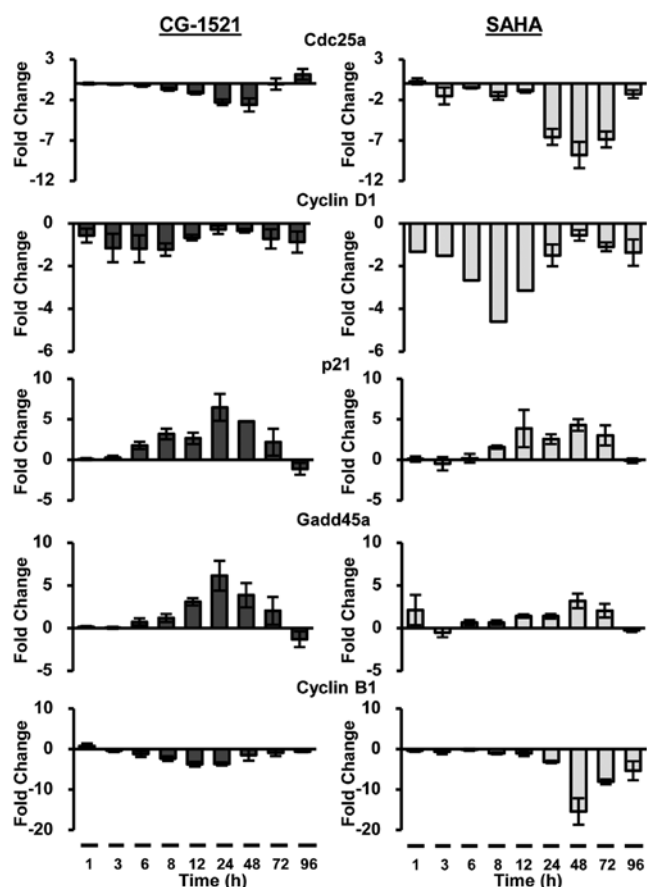 CG-1521 SAHA
Cdc25a
Fold Change 3 -2 -7 -12
Fold Change 3 -2 -7 -12
Cyclin D1
Fold Change 0 -2 -4 -6
Fold Change 0 -2 -4 -6
p21
Fold Change 10 5 0 -5
Fold Change 10 5 0 -5
Gadd45a
Fold Change 10 5 0 -5
Fold Change 10 5 0 -5
Cyclin B1
Fold Change 10 0 -10 -20
Fold Change 10 0 -10 -20
1 3 6 8 12 24 48 72 96 1 3 6 8 12 24 48 72 96
Time (h) Time (h)